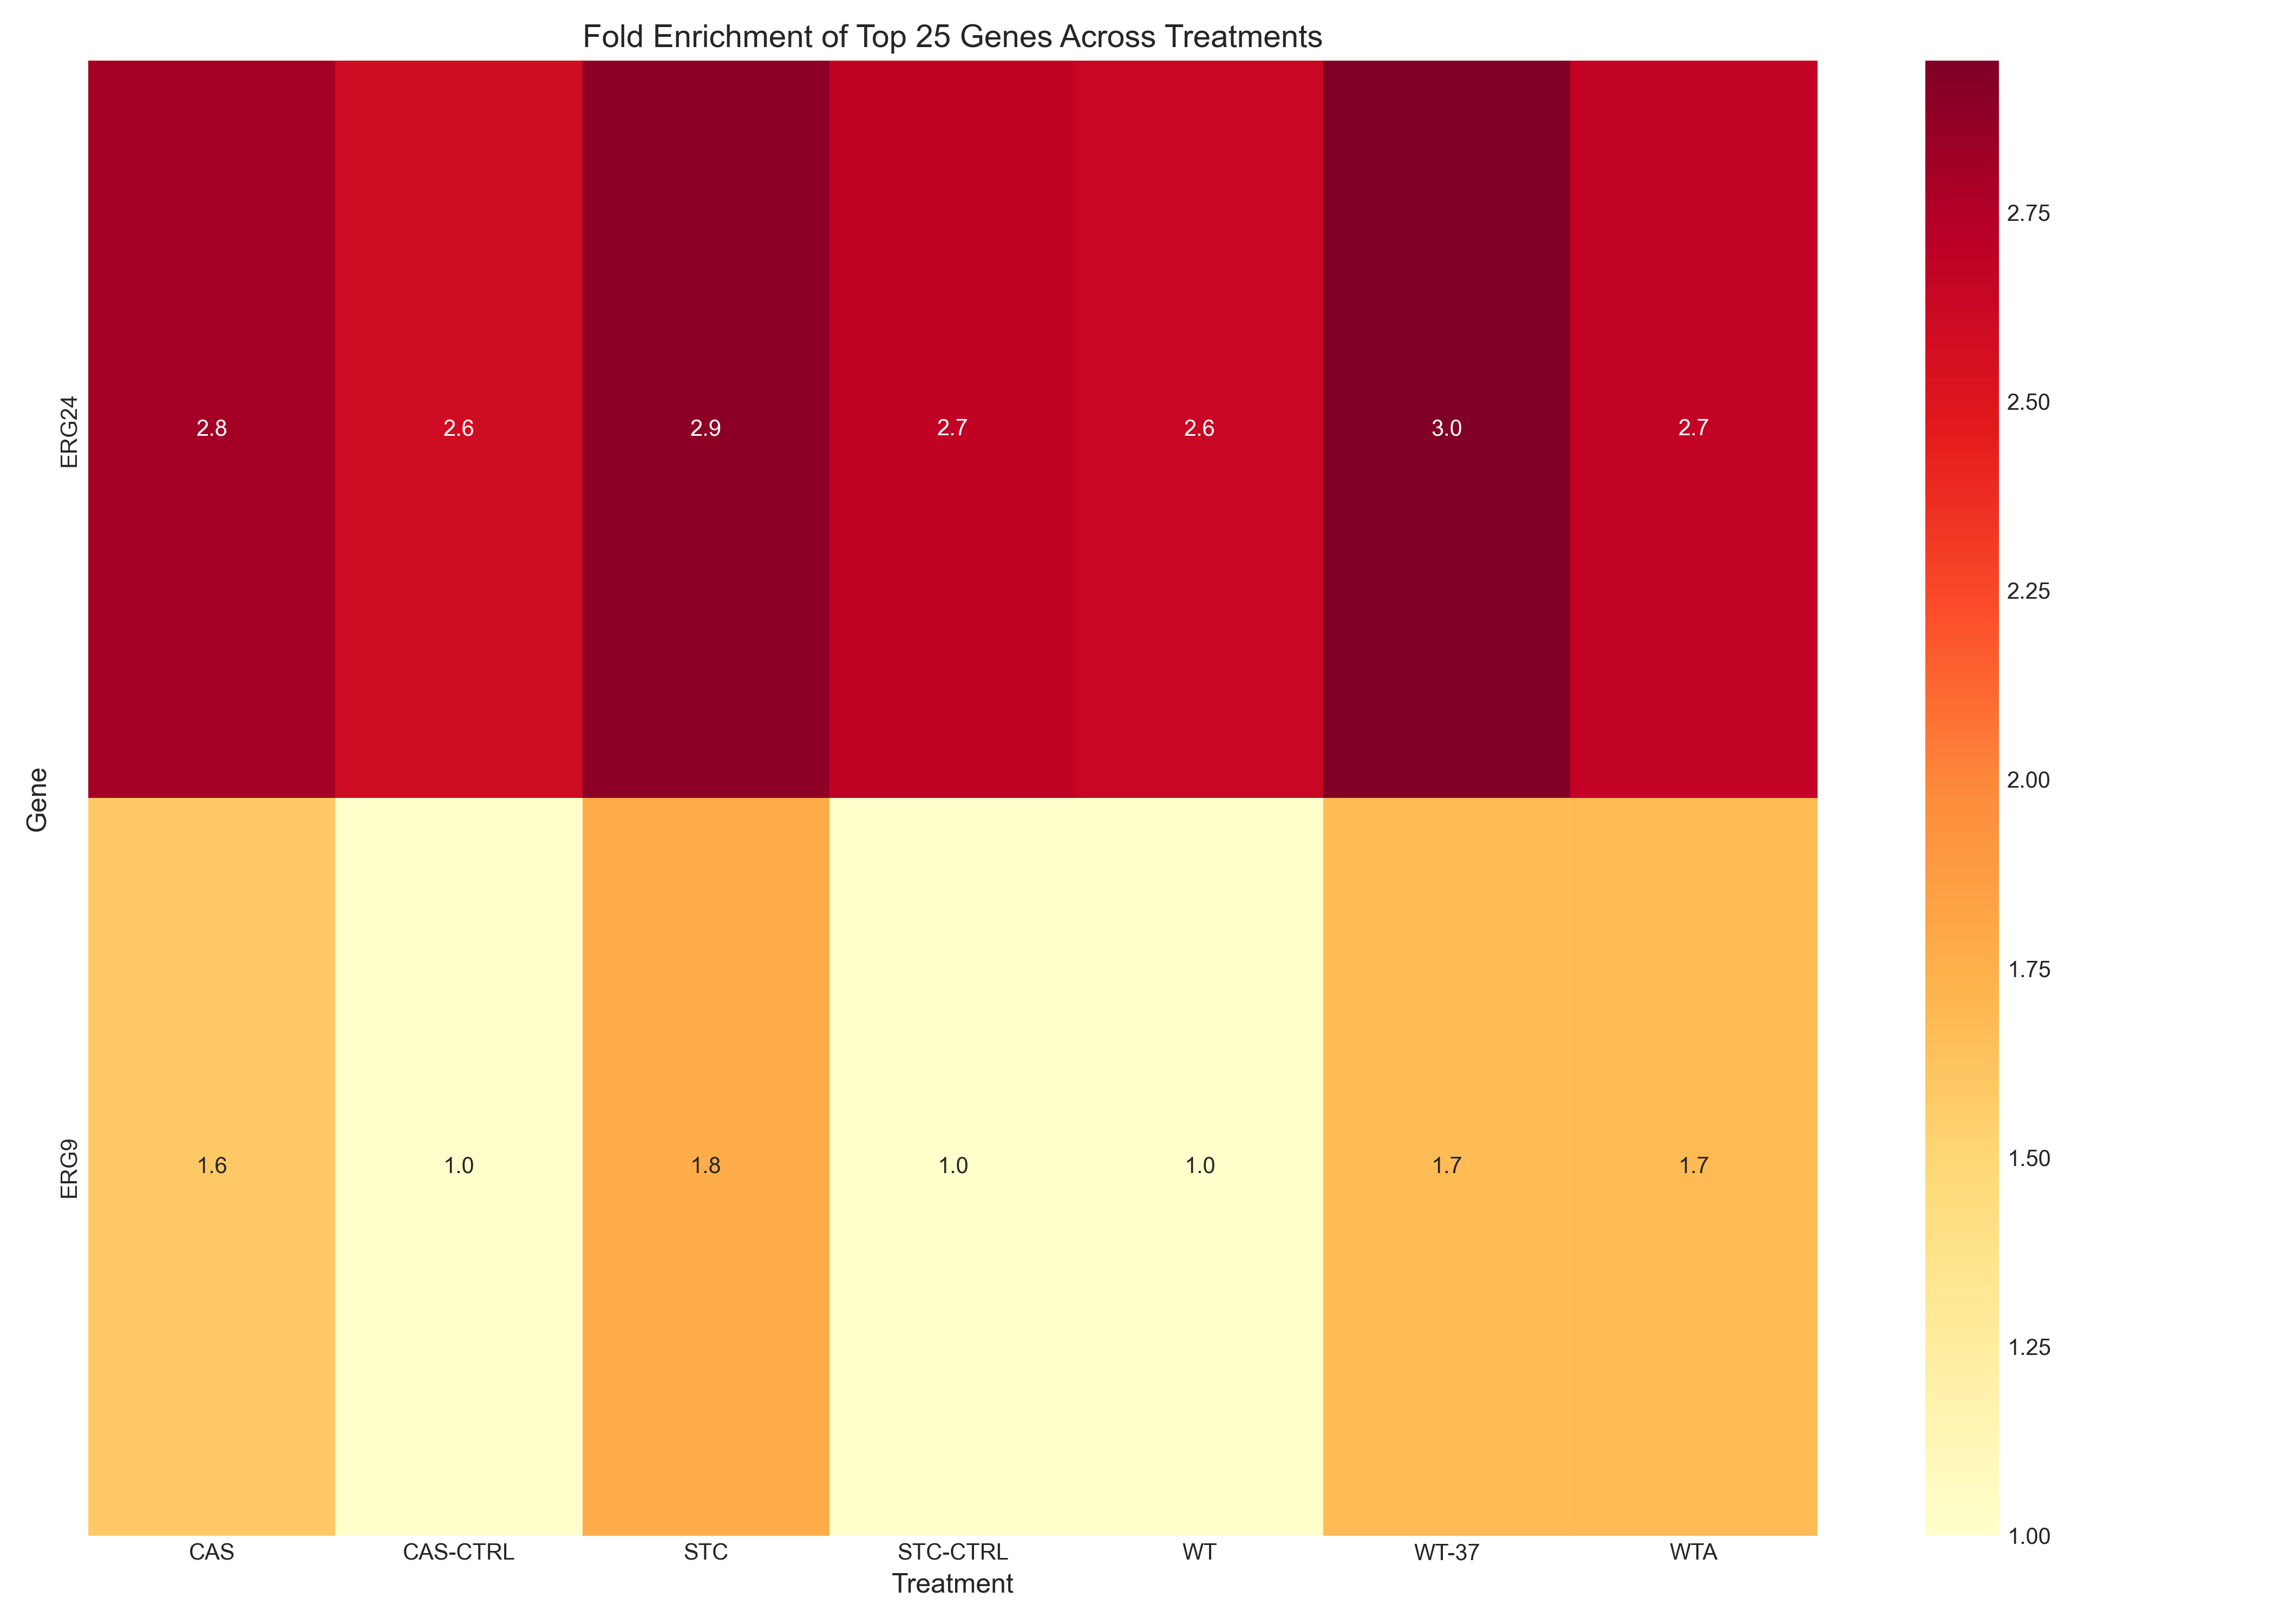 Fold Enrichment of Top 25 Genes Across Treatments
Gene
ERG24
2.8 2.6 2.9 2.7 2.6 3.0 2.7
ERG9
1.6 1.0 1.8 1.0 1.0 1.7 1.7
CAS CAS-CTRL STC STC-CTRL WT WT-37 WTA
Treatment
2.75
2.50
2.25
2.00
1.75
1.50
1.25
1.00